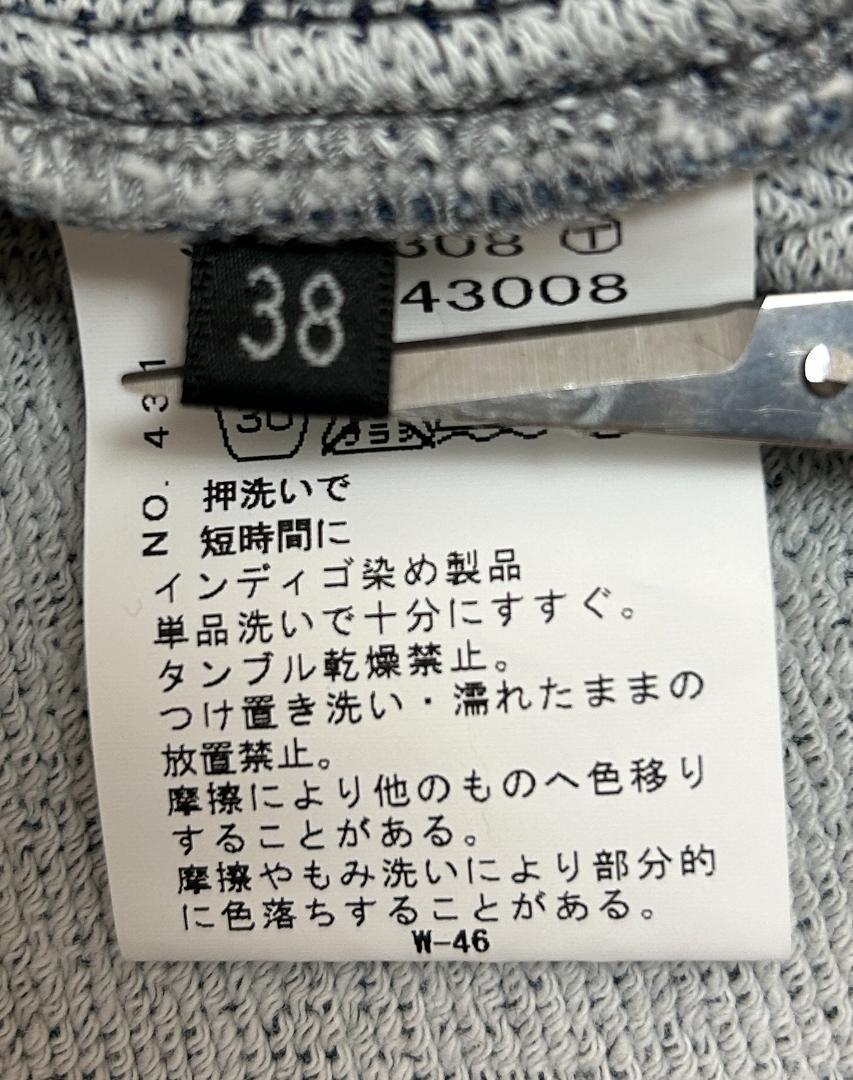 308 T
43008
38
30
NO. 431
押洗いで
短時間に
インディゴ染め製品
単品洗いで十分にすすぐ。
タンブル乾燥禁止。
つけ置き洗い・濡れたままの
放置禁止。
摩擦により他のものへ色移り
することがある。
摩擦やもみ洗いにより部分的
に色落ちすることがある。
W-46